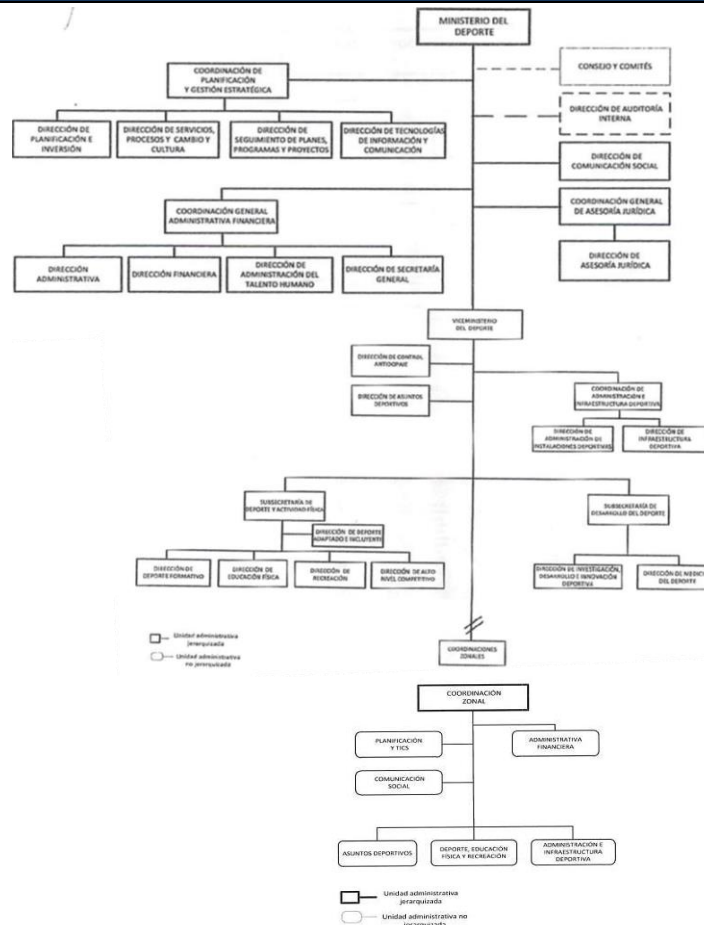 MINISTERIO DEL
DEPORTE
CONSEJO Y COMITÉS
COORDINACIÓN DE
PLANIFICACIÓN
Y GESTIÓN ESTRATÉGICA
DIRECCIÓN DE AUDITORÍA
INTERNA
DIRECCIÓN DE
PLANIFICACIÓN E
INVERSIÓN
DIRECCIÓN DE SERVICIOS,
PROCESOS Y CAMBIO Y
CULTURA
DIRECCIÓN DE
SEGUIMIENTO DE PLANES,
PROGRAMAS Y PROYECTOS
DIRECCIÓN DE TECNOLOGÍAS
DE INFORMACIÓN Y
COMUNICACIÓN
DIRECCIÓN DE
COMUNICACIÓN SOCIAL
COORDINACIÓN GENERAL
ADMINISTRATIVA FINANCIERA
COORDINACIÓN GENERAL
DE ASESORÍA JURÍDICA
DIRECCIÓN DE
ASESORÍA JURÍDICA
DIRECCIÓN
ADMINISTRATIVA
DIRECCIÓN FINANCIERA
DIRECCIÓN DE
ADMINISTRACIÓN DEL
TALENTO HUMANO
DIRECCIÓN DE SECRETARÍA
GENERAL
VICEMINISTERIO
DEL DEPORTE
DIRECCIÓN DE CONTROL
ANTIDOPAJE
DIRECCIÓN DE ASUNTOS
DEPORTIVOS
COORDINACIÓN DE
ADMINISTRACIÓN E
INFRAESTRUCTURA DEPORTIVA
DIRECCIÓN DE
ADMINISTRACIÓN DE
INSTALACIONES DEPORTIVAS
DIRECCIÓN DE
INFRAESTRUCTURA
DEPORTIVA
SUBSECRETARÍA DE
DEPORTE Y ACTIVIDAD FÍSICA
SUBSECRETARÍA DE
DESARROLLO DEL DEPORTE
DIRECCIÓN DE DEPORTE
ADAPTADO E INCLUYENTE
DIRECCIÓN DE
DEPORTE FORMATIVO
DIRECCIÓN DE
EDUCACIÓN FÍSICA
DIRECCIÓN DE
RECREACIÓN
DIRECCIÓN DE ALTO
NIVEL COMPETITIVO
DIRECCIÓN DE INVESTIGACIÓN,
DESARROLLO E INNOVACIÓN
DEPORTIVA
DIRECCIÓN DE MEDIC
DEL DEPORTE
Unidad administrativa
jerarquizada
Unidad administrativa
no jerarquizada
COORDINACIONES
ZONALES
COORDINACIÓN
ZONAL
PLANIFICACIÓN
Y TICS
ADMINISTRATIVA
FINANCIERA
COMUNICACIÓN
SOCIAL
ASUNTOS DEPORTIVOS
DEPORTE, EDUCACIÓN
FÍSICA Y RECREACIÓN
ADMINISTRACIÓN E
INFRAESTRUCTURA
DEPORTIVA
Unidad administrativa
jerarquizada
Unidad administrativa no
jerarquizada